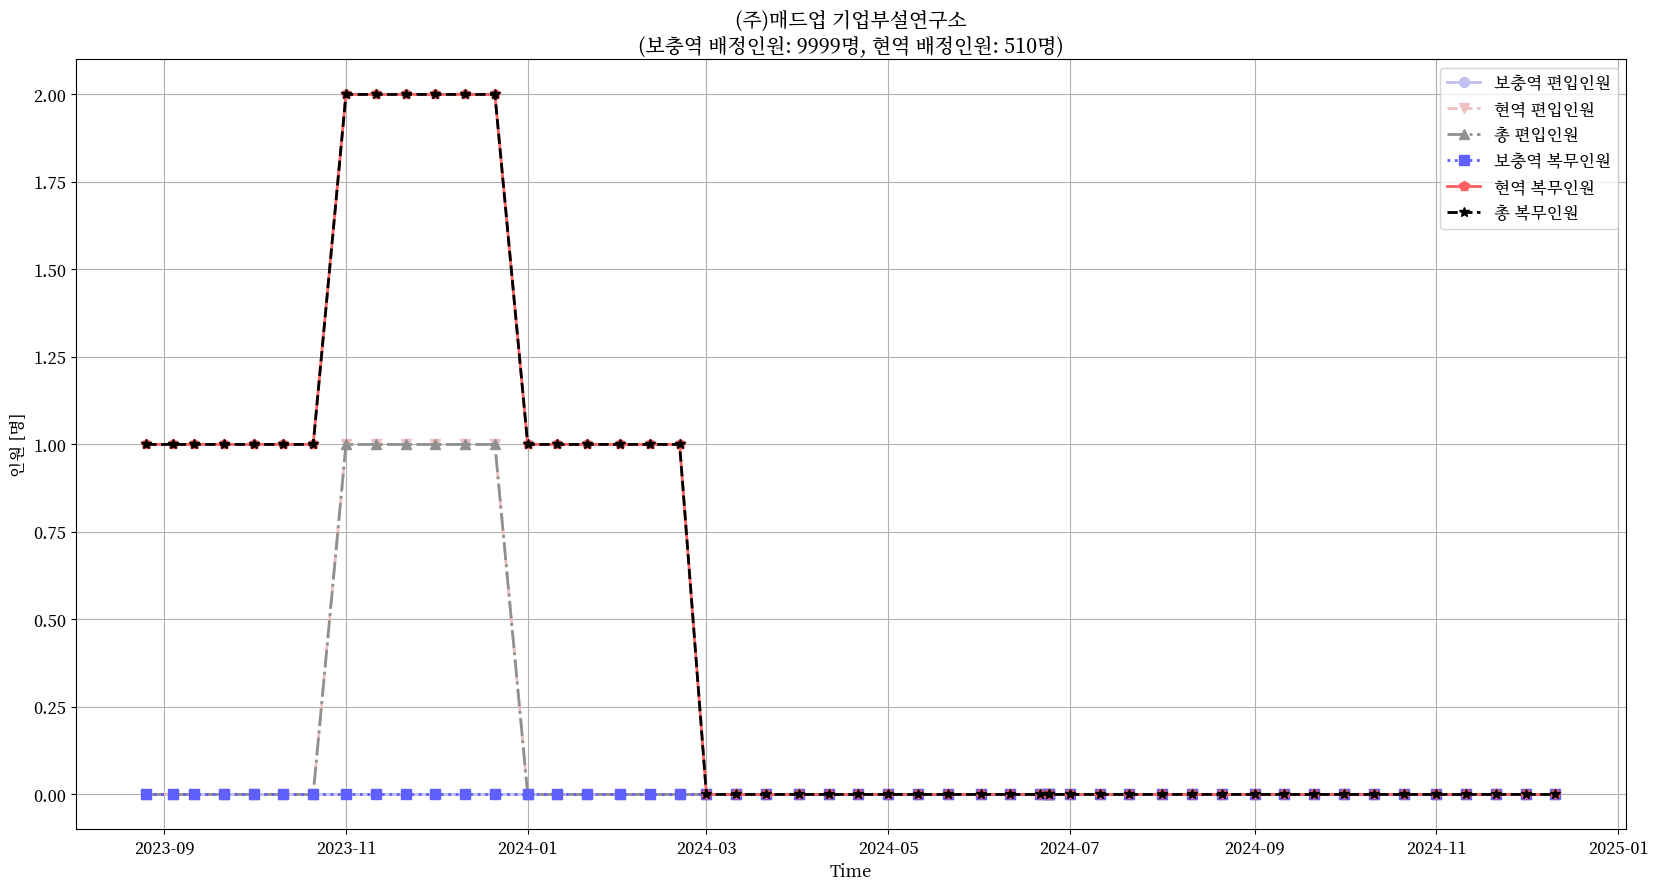 (주)매드업 기업부설연구소
(보충역 배정인원: 9999명, 현역 배정인원: 510명)
보충역 편입인원
현역 편입인원
총 편입인원
보충역 복무인원
현역 복무인원
총 복무인원
2.00
1.75
1.50
1.25
1.00
0.75
0.50
0.25
0.00
인원 [명]
2023-09 2023-11 2024-01 2024-03 2024-05 2024-07 2024-09 2024-11 2025-01
Time